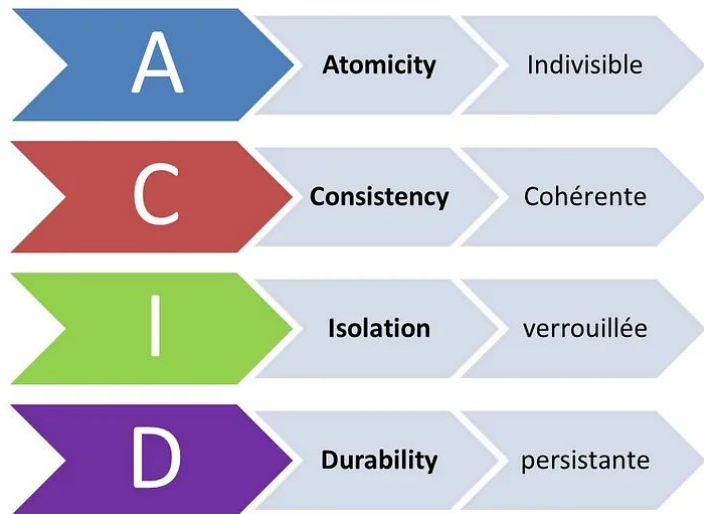 A Atomicity Indivisible
C Consistency Cohérente
I Isolation verrouillée
D Durability persistante